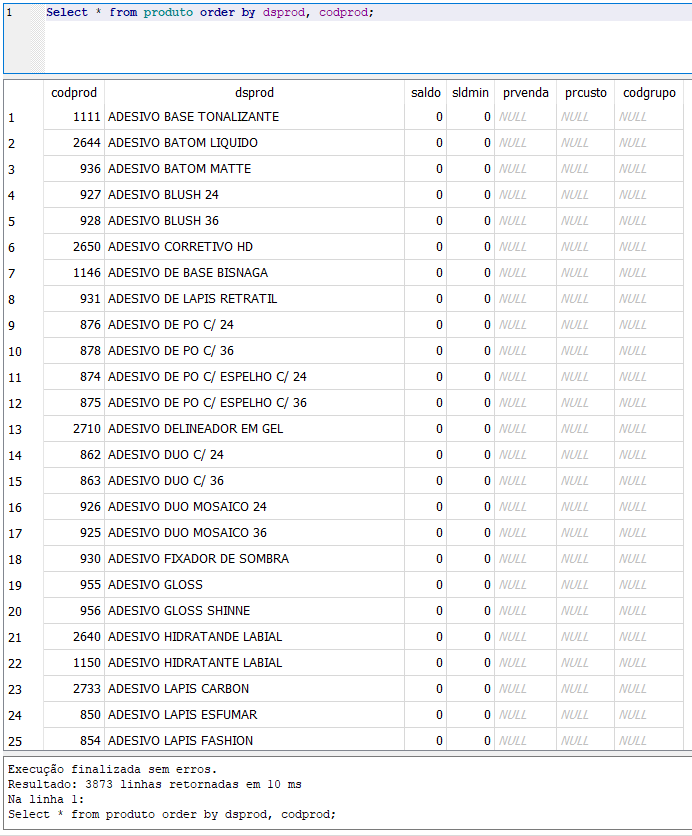 1 Select * from produto order by dsprod, codprod;
codprod dsprod saldo sldmin prvenda prcusto codgrupo
1 1111 ADESIVO BASE TONALIZANTE 0 0 NULL NULL NULL
2 2644 ADESIVO BATOM LIQUIDO 0 0 NULL NULL NULL
3 936 ADESIVO BATOM MATTE 0 0 NULL NULL NULL
4 927 ADESIVO BLUSH 24 0 0 NULL NULL NULL
5 928 ADESIVO BLUSH 36 0 0 NULL NULL NULL
6 2650 ADESIVO CORRETIVO HD 0 0 NULL NULL NULL
7 1146 ADESIVO DE BASE BISNAGA 0 0 NULL NULL NULL
8 931 ADESIVO DE LAPIS RETRATIL 0 0 NULL NULL NULL
9 876 ADESIVO DE PO C/ 24 0 0 NULL NULL NULL
10 878 ADESIVO DE PO C/ 36 0 0 NULL NULL NULL
11 874 ADESIVO DE PO C/ ESPELHO C/ 24 0 0 NULL NULL NULL
12 875 ADESIVO DE PO C/ ESPELHO C/ 36 0 0 NULL NULL NULL
13 2710 ADESIVO DELINEADOR EM GEL 0 0 NULL NULL NULL
14 862 ADESIVO DUO C/ 24 0 0 NULL NULL NULL
15 863 ADESIVO DUO C/ 36 0 0 NULL NULL NULL
16 926 ADESIVO DUO MOSAICO 24 0 0 NULL NULL NULL
17 925 ADESIVO DUO MOSAICO 36 0 0 NULL NULL NULL
18 930 ADESIVO FIXADOR DE SOMBRA 0 0 NULL NULL NULL
19 955 ADESIVO GLOSS 0 0 NULL NULL NULL
20 956 ADESIVO GLOSS SHINNE 0 0 NULL NULL NULL
21 2640 ADESIVO HIDRATANDE LABIAL 0 0 NULL NULL NULL
22 1150 ADESIVO HIDRATANTE LABIAL 0 0 NULL NULL NULL
23 2733 ADESIVO LAPIS CARBON 0 0 NULL NULL NULL
24 850 ADESIVO LAPIS ESFUMAR 0 0 NULL NULL NULL
25 854 ADESIVO LAPIS FASHION 0 0 NULL NULL NULL
Execução finalizada sem erros.
Resultado: 3873 linhas retornadas em 10 ms
Na linha 1:
Select * from produto order by dsprod, codprod;